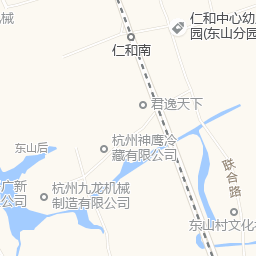 械
仁和中心幼
园(东山分园
仁和南
君逸天下
杭州神鹰冷
藏有限公司
东山后
联合路
广新
司
杭州九龙机械
制造有限公司
东山村文化